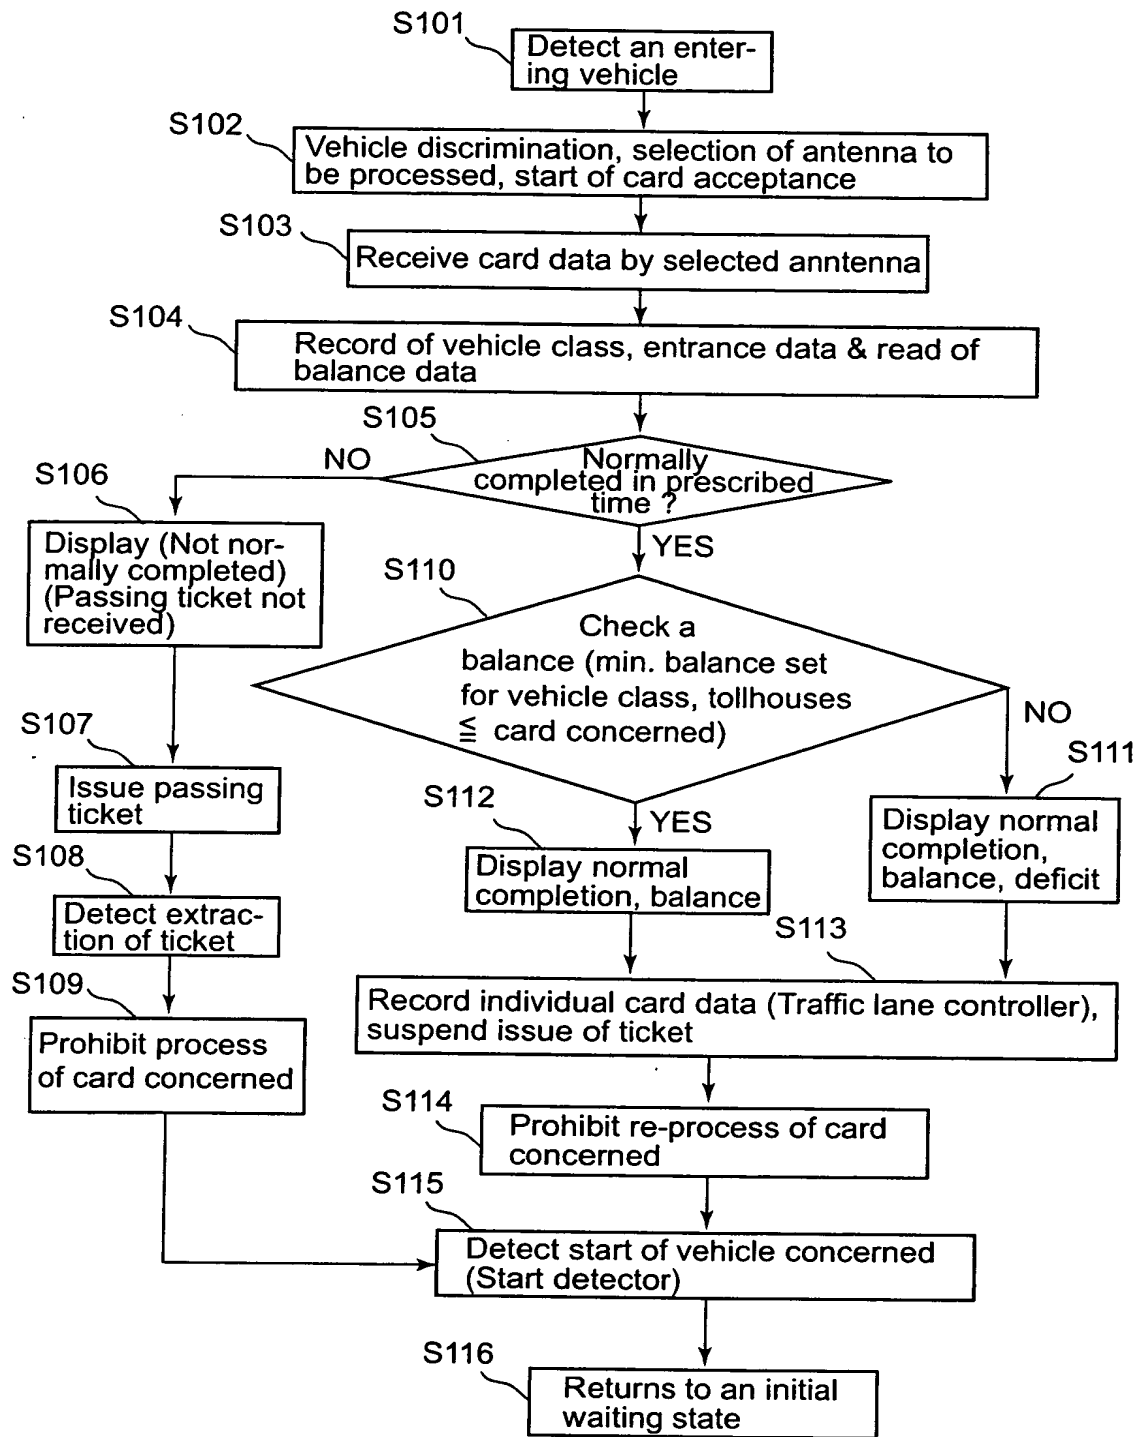 S101
Detect an enter-
ing vehicle
S102
Vehicle discrimination, selection of antenna to
be processed, start of card acceptance
S103
Receive card data by selected anntenna
S104
Record of vehicle class, entrance data & read of
balance data
S105
Normally
completed in prescribed
time ?
NO
YES
S106
Display (Not nor-
mally completed)
(Passing ticket not
received)
S107
Issue passing
ticket
S108
Detect extrac-
tion of ticket
S109
Prohibit process
of card concerned
S110
Check a
balance (min. balance set
for vehicle class, tollhouses
≦ card concerned)
NO
YES
S111
Display normal
completion,
balance, deficit
S112
Display normal
completion, balance
S113
Record individual card data (Traffic lane controller),
suspend issue of ticket
S114
Prohibit re-process of card
concerned
S115
Detect start of vehicle concerned
(Start detector)
S116
Returns to an initial
waiting state